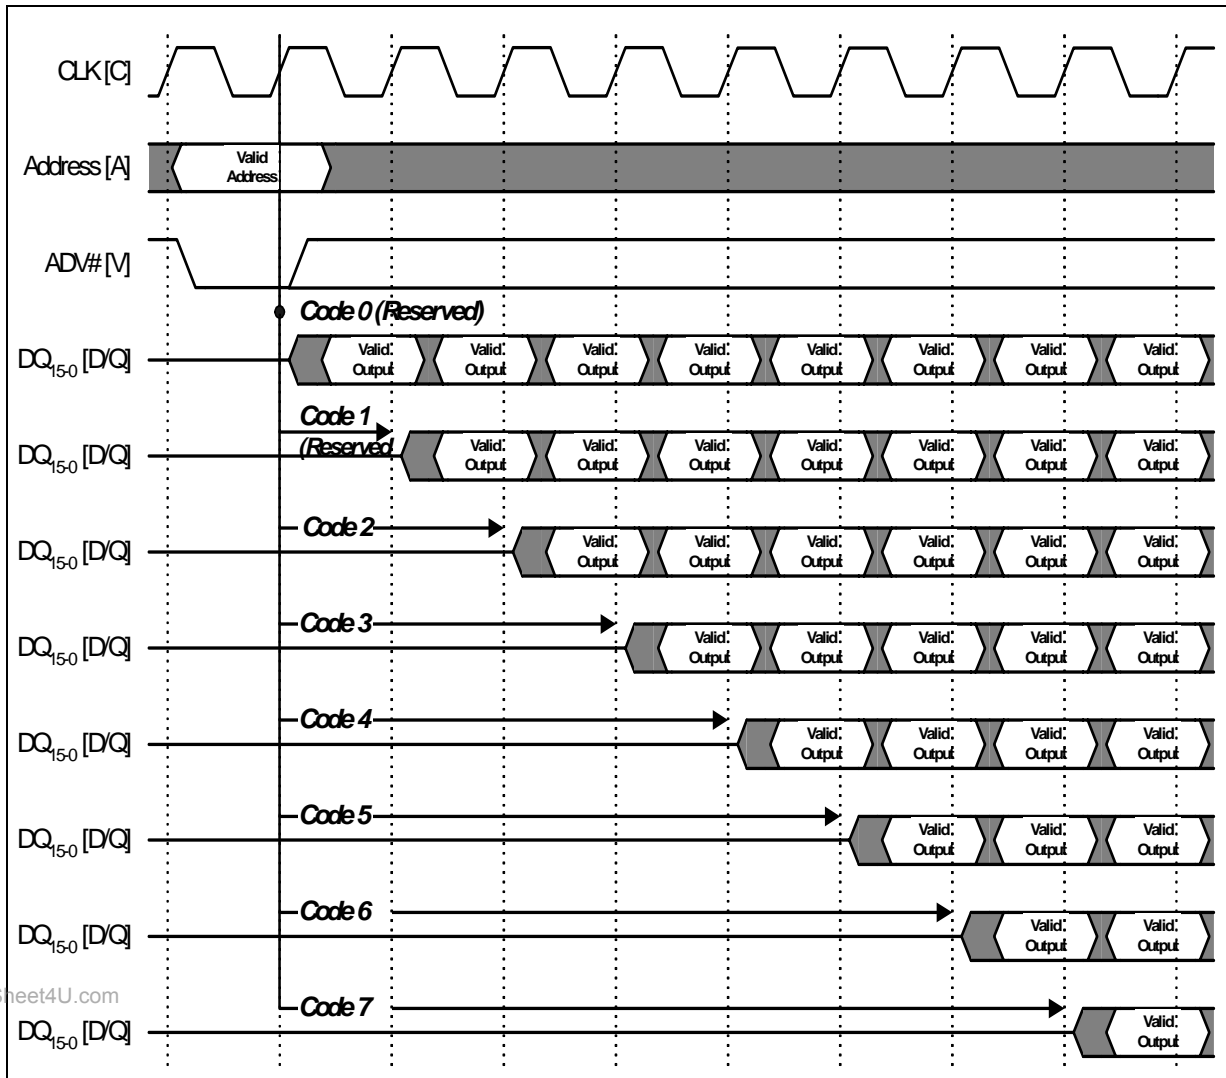 CLK [C]
Address [A]
Valid
Address
ADV# [V]
Code 0 (Reserved)
DQ15-0 [D/Q]
Valid Output Valid Output Valid Output Valid Output Valid Output Valid Output Valid Output Valid Output
Code 1
(Reserved
DQ15-0 [D/Q]
Valid Output Valid Output Valid Output Valid Output Valid Output Valid Output Valid Output
Code 2
DQ15-0 [D/Q]
Valid Output Valid Output Valid Output Valid Output Valid Output Valid Output
Code 3
DQ15-0 [D/Q]
Valid Output Valid Output Valid Output Valid Output Valid Output
Code 4
DQ15-0 [D/Q]
Valid Output Valid Output Valid Output Valid Output
Code 5
DQ15-0 [D/Q]
Valid Output Valid Output Valid Output
Code 6
DQ15-0 [D/Q]
Valid Output Valid Output
heet4U.com
Code 7
DQ15-0 [D/Q]
Valid Output